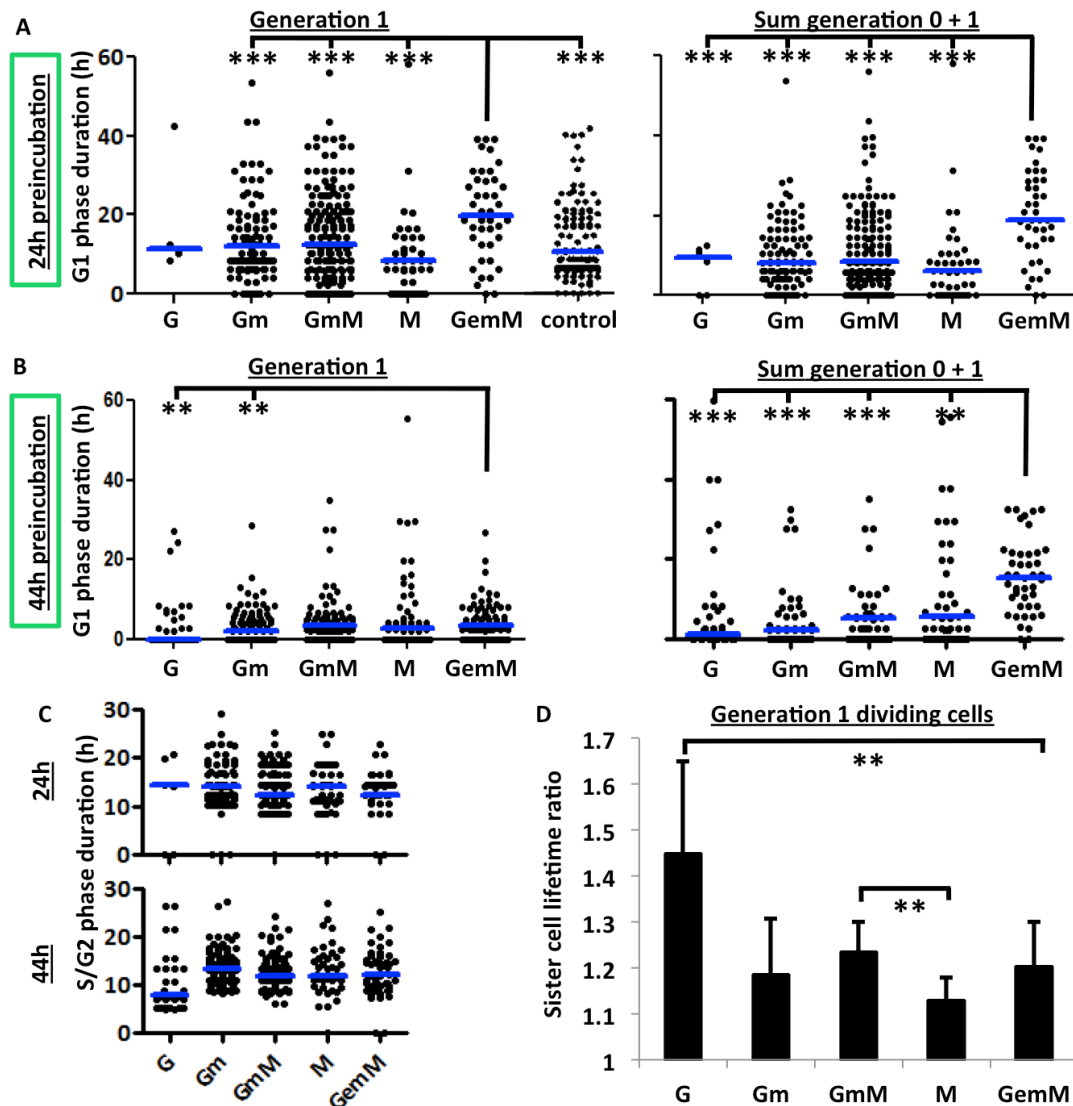 A
Generation 1
Sum generation 0 + 1
24h preincubation
G1 phase duration (h)
60
40
20
0
*** *** *** ***
*** *** *** ***
G Gm GmM M GemM control
G Gm GmM M GemM
B
Generation 1
Sum generation 0 + 1
44h preincubation
G1 phase duration (h)
60
40
20
0
** **
*** *** *** **
G Gm GmM M GemM
G Gm GmM M GemM
C
24h
44h
S/G2 phase duration (h)
30
20
10
0
30
20
10
0
G Gm GmM M GemM
D
Generation 1 dividing cells
Sister cell lifetime ratio
1.7
1.6
1.5
1.4
1.3
1.2
1.1
1
**
**
G Gm GmM M GemM